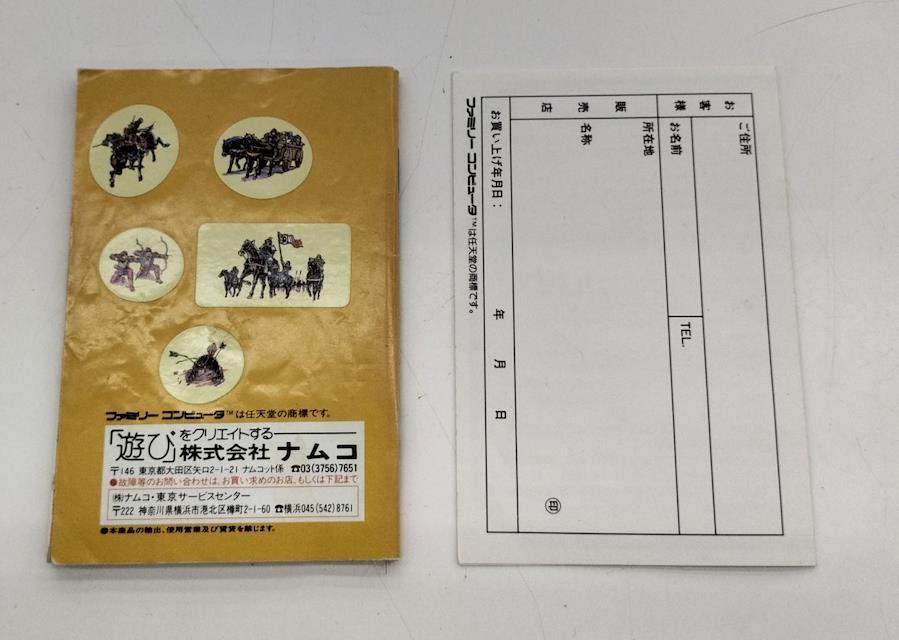 ファミリー コンピュータ™は任天堂の商標です。
「遊び」をクリエイトする
株式会社 ナムコ
〒146 東京都大田区矢口2-1-21 ナムコット係 ☎03(3756)7651
●故障等のお問い合わせは、お買い求めのお店、もしくは下記まで
㈱ナムコ・東京サービスセンター
〒222 神奈川県横浜市港北区樽町2-1-60 ☎横浜045(542)8761
●本商品の輸出、使用営業及び賃貸を禁じます。
お客様
ご住所
お名前
TEL.
販売店
所在地
名称
印
お買い上げ年月日： 年 月 日
ファミリー コンピュータ™は任天堂の商標です。